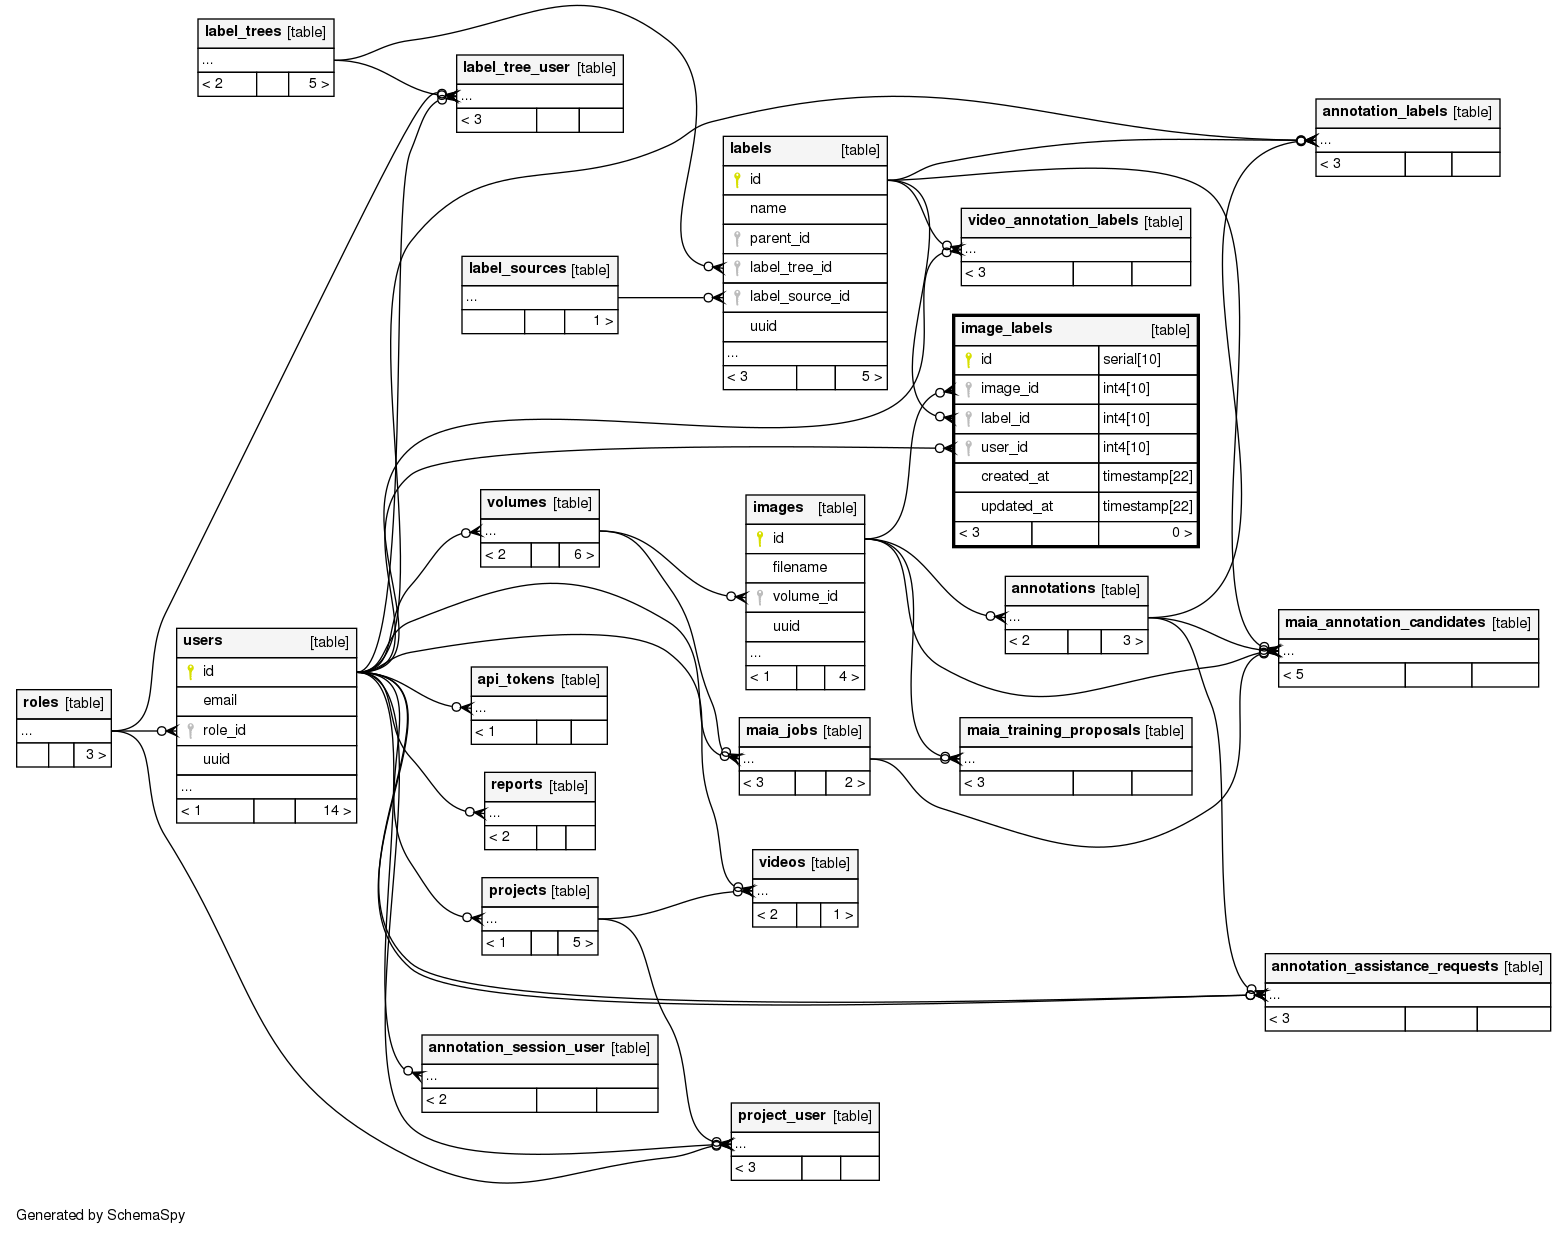 label_trees [table]
...
< 2 5 >
label_tree_user [table]
...
< 3
annotation_labels [table]
...
< 3
labels [table]
id
name
parent_id
label_tree_id
label_source_id
uuid
...
< 3 5 >
video_annotation_labels [table]
...
< 3
label_sources [table]
...
1 >
image_labels [table]
id serial[10]
image_id int4[10]
label_id int4[10]
user_id int4[10]
created_at timestamp[22]
updated_at timestamp[22]
< 3 0 >
volumes [table]
...
< 2 6 >
images [table]
id
filename
volume_id
uuid
...
< 1 4 >
annotations [table]
...
< 2 3 >
maia_annotation_candidates [table]
...
< 5
users [table]
id
email
role_id
uuid
...
< 1 14 >
roles [table]
...
3 >
api_tokens [table]
...
< 1
maia_jobs [table]
...
< 3 2 >
maia_training_proposals [table]
...
< 3
reports [table]
...
< 2
videos [table]
...
< 2 1 >
projects [table]
...
< 1 5 >
annotation_assistance_requests [table]
...
< 3
annotation_session_user [table]
...
< 2
project_user [table]
...
< 3
Generated by SchemaSpy